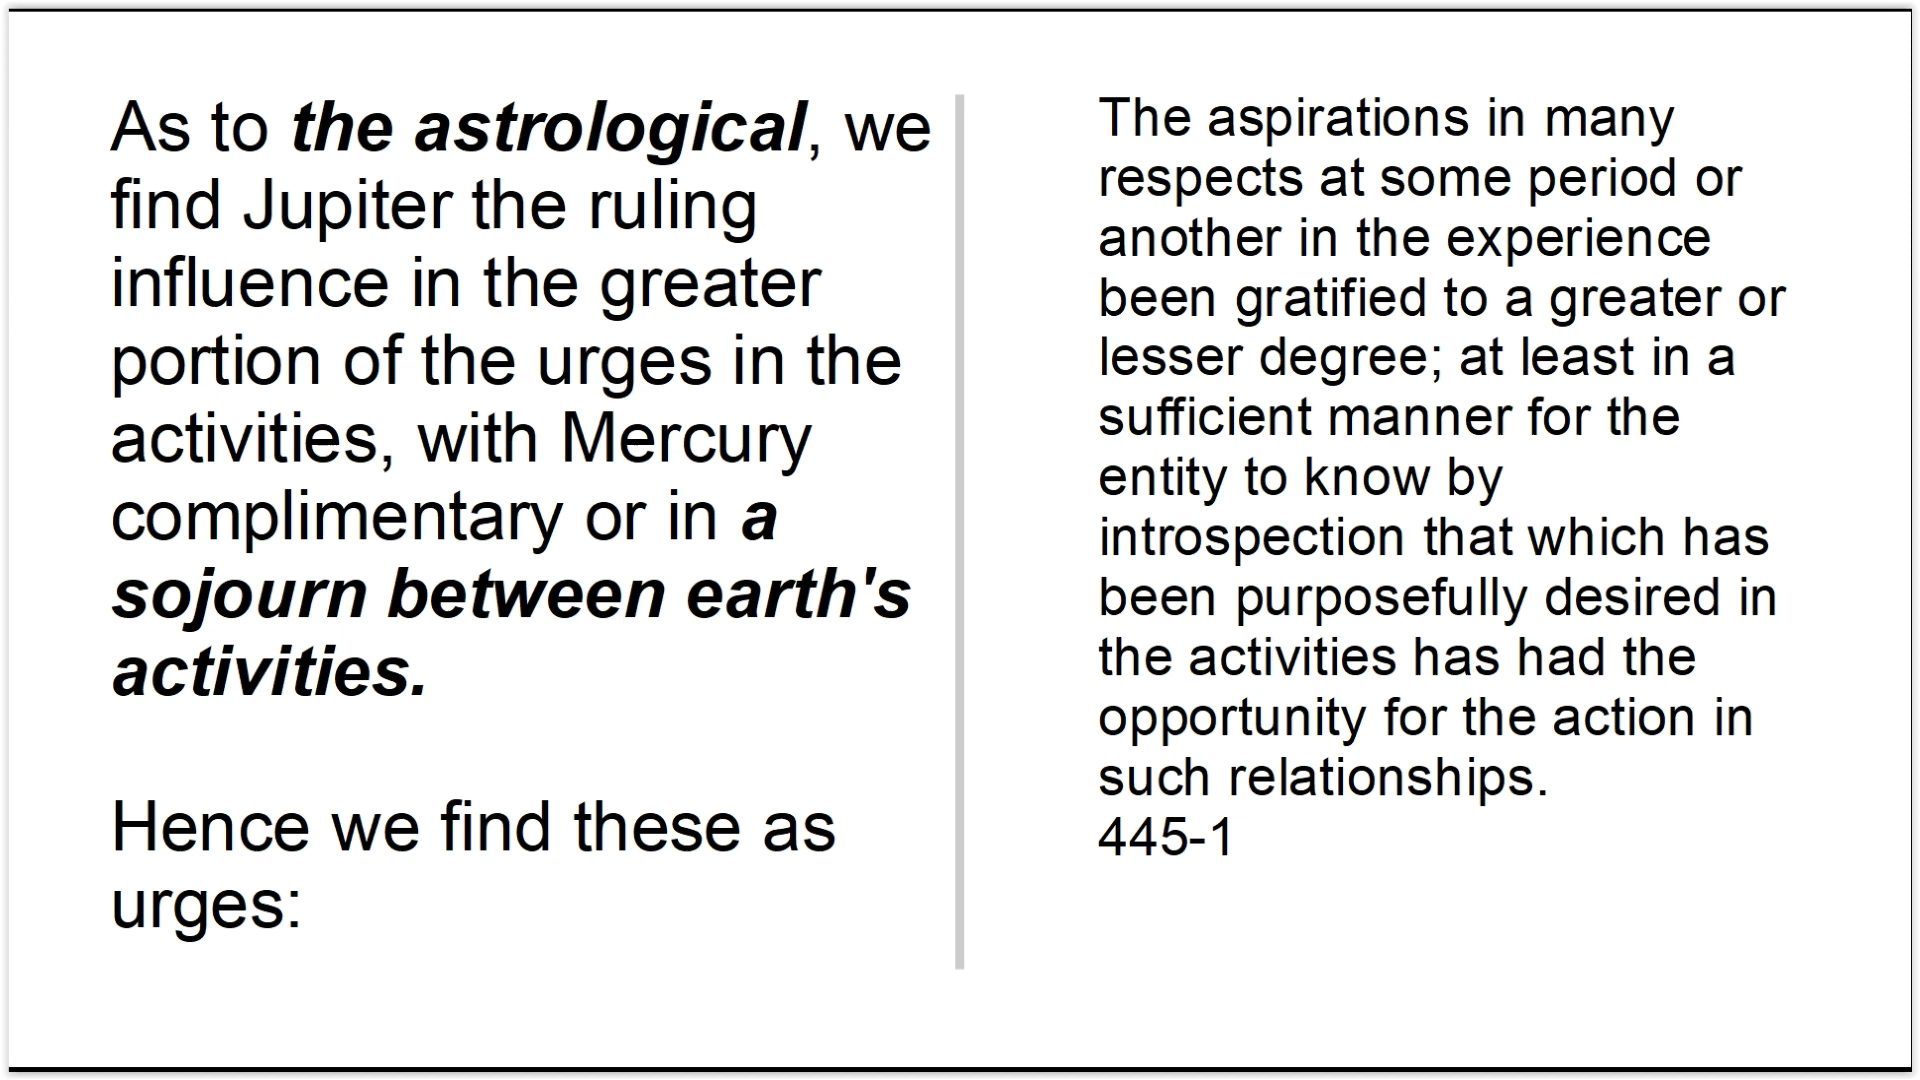 As to the astrological, we
find Jupiter the ruling
influence in the greater
portion of the urges in the
activities, with Mercury
complimentary or in a
sojourn between earth's
activities.
Hence we find these as
urges:
The aspirations in many
respects at some period or
another in the experience
been gratified to a greater or
lesser degree; at least in a
sufficient manner for the
entity to know by
introspection that which has
been purposefully desired in
the activities has had the
opportunity for the action in
such relationships.
445-1